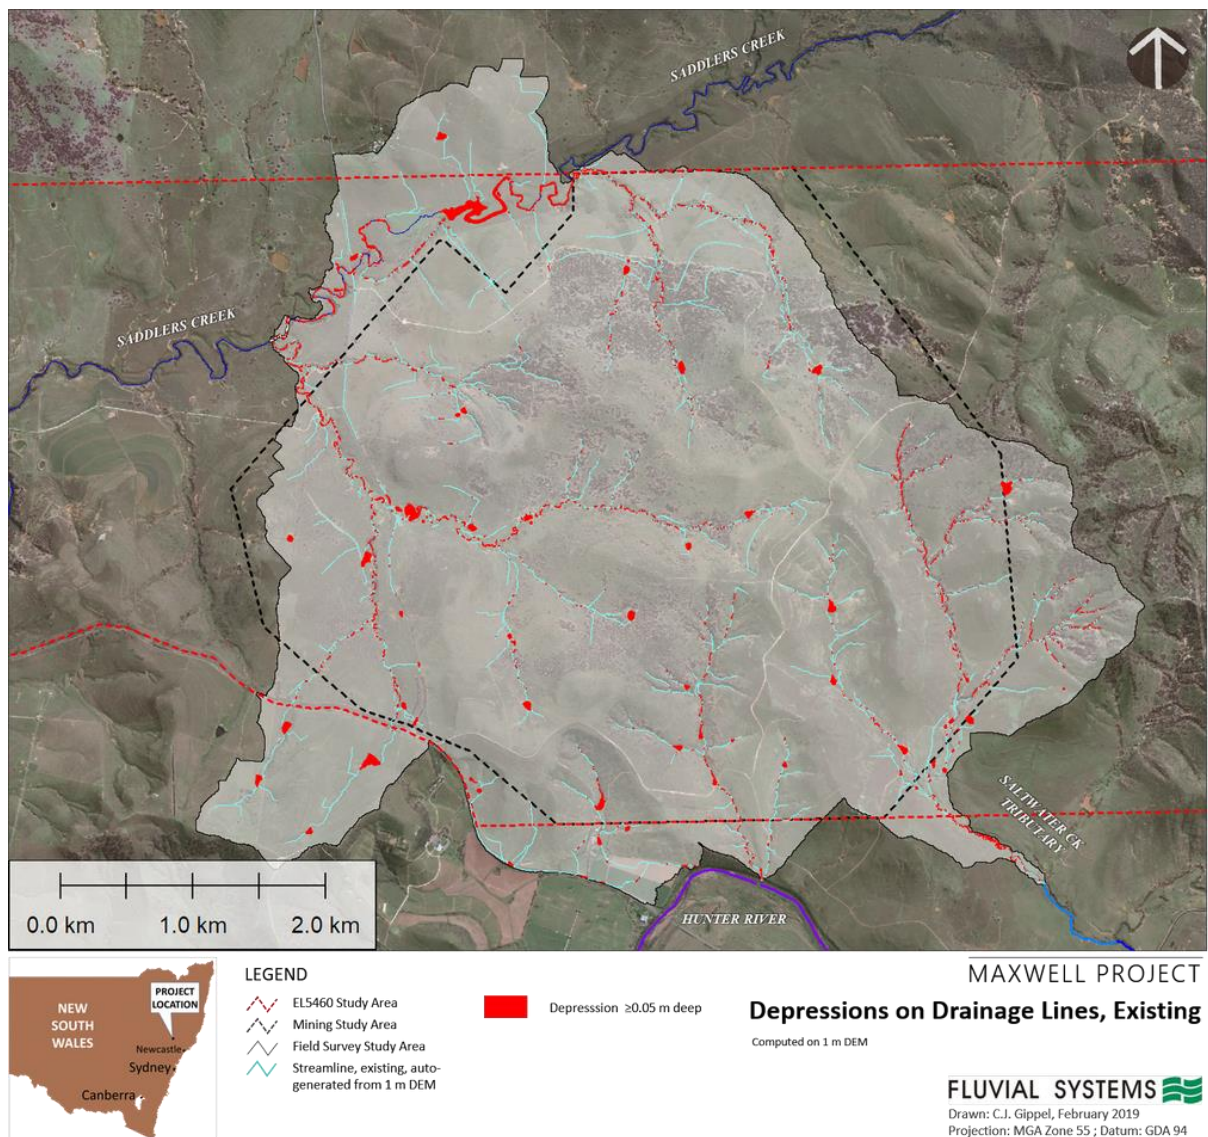 SADDLERS CREEK
SADDLERS CREEK
SALTWATER CK
TRIBUTARY
HUNTER RIVER
0.0 km 1.0 km 2.0 km
NEW
SOUTH
WALES
PROJECT
LOCATION
Newcastle
Sydney
Canberra
LEGEND
EL5460 Study Area
Mining Study Area
Field Survey Study Area
Streamline, existing, auto-
generated from 1 m DEM
Depresssion ≥0.05 m deep
MAXWELL PROJECT
Depressions on Drainage Lines, Existing
Computed on 1 m DEM
FLUVIAL SYSTEMS
Drawn: C.J. Gippel, February 2019
Projection: MGA Zone 55 ; Datum: GDA 94